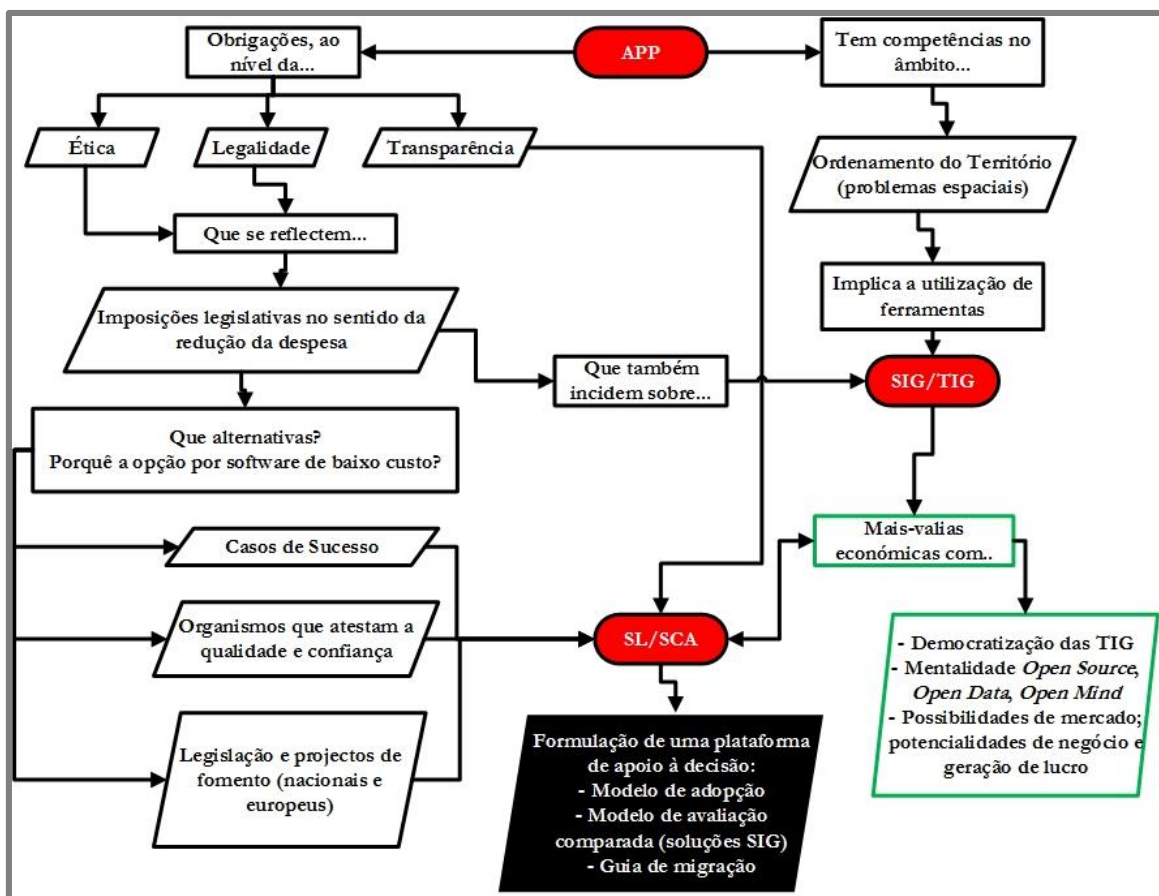 Obrigações, ao
nível da...
APP
Tem competências no
âmbito...
Ética
Legalidade
Transparência
Ordenamento do Território
(problemas espaciais)
Que se reflectem...
Implica a utilização de
ferramentas
Imposições legislativas no sentido da
redução da despesa
Que também
incidem sobre...
SIG/TIG
Que alternativas?
Porquê a opção por software de baixo custo?
Mais-valias
económicas com..
Casos de Sucesso
Organismos que atestam a
qualidade e confiança
SL/SCA
- Democratização das TIG
- Mentalidade Open Source,
Open Data, Open Mind
- Possibilidades de mercado;
potencialidades de negócio e
geração de lucro
Legislação e projectos de
fomento (nacionais e
europeus)
Formulação de uma plataforma
de apoio à decisão:
- Modelo de adopção
- Modelo de avaliação
comparada (soluções SIG)
- Guia de migração